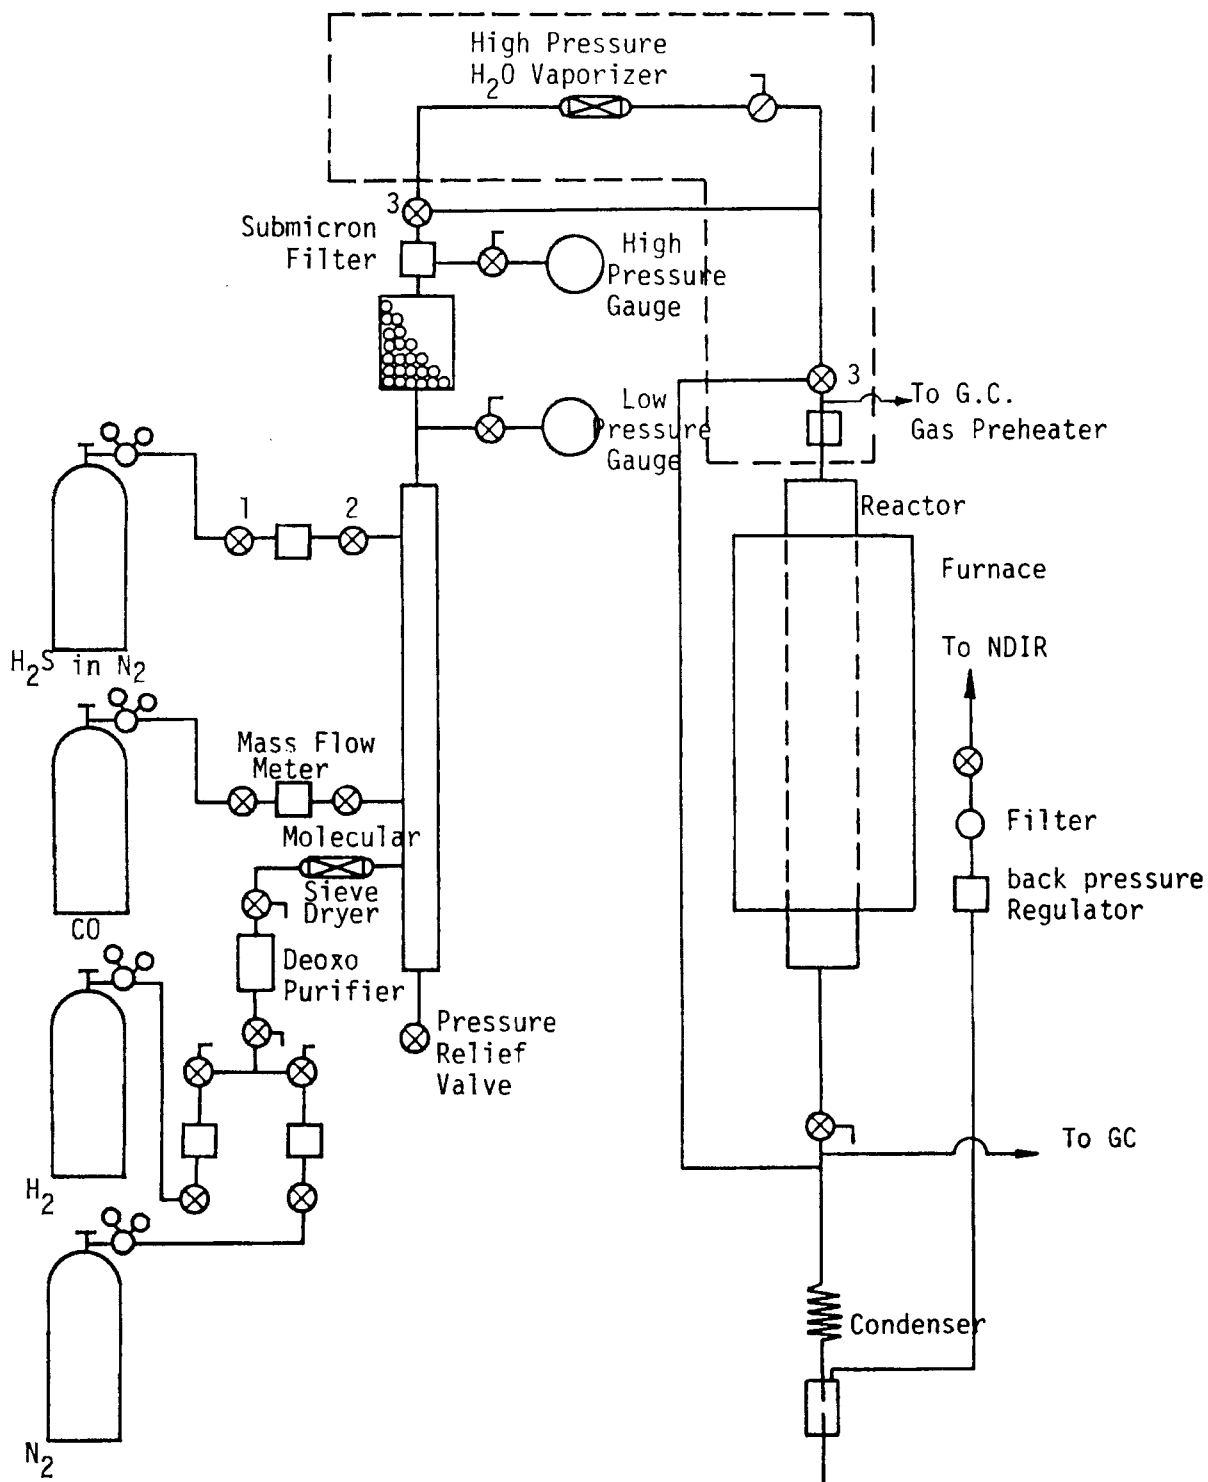 High Pressure
H2O Vaporizer
3
Submicron
Filter
High
Pressure
Gauge
3
To G.C.
Gas Preheater
Low
Pressure
Gauge
1
2
Reactor
Furnace
H2S in N2
To NDIR
Mass Flow
Meter
Filter
Molecular
Sieve
Dryer
back pressure
Regulator
CO
Deoxo
Purifier
Pressure
Relief
Valve
To GC
H2
Condenser
N2